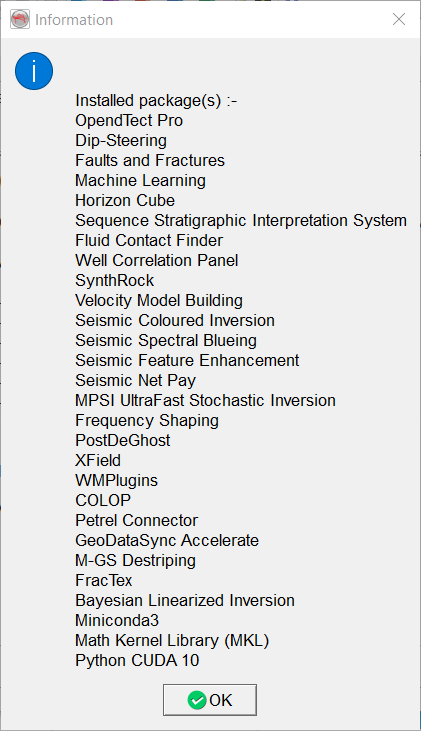 Information
Installed package(s) :-
OpendTect Pro
Dip-Steering
Faults and Fractures
Machine Learning
Horizon Cube
Sequence Stratigraphic Interpretation System
Fluid Contact Finder
Well Correlation Panel
SynthRock
Velocity Model Building
Seismic Coloured Inversion
Seismic Spectral Blueing
Seismic Feature Enhancement
Seismic Net Pay
MPSI UltraFast Stochastic Inversion
Frequency Shaping
PostDeGhost
XField
WMPlugins
COLOP
Petrel Connector
GeoDataSync Accelerate
M-GS Destriping
FracTex
Bayesian Linearized Inversion
Miniconda3
Math Kernel Library (MKL)
Python CUDA 10
OK